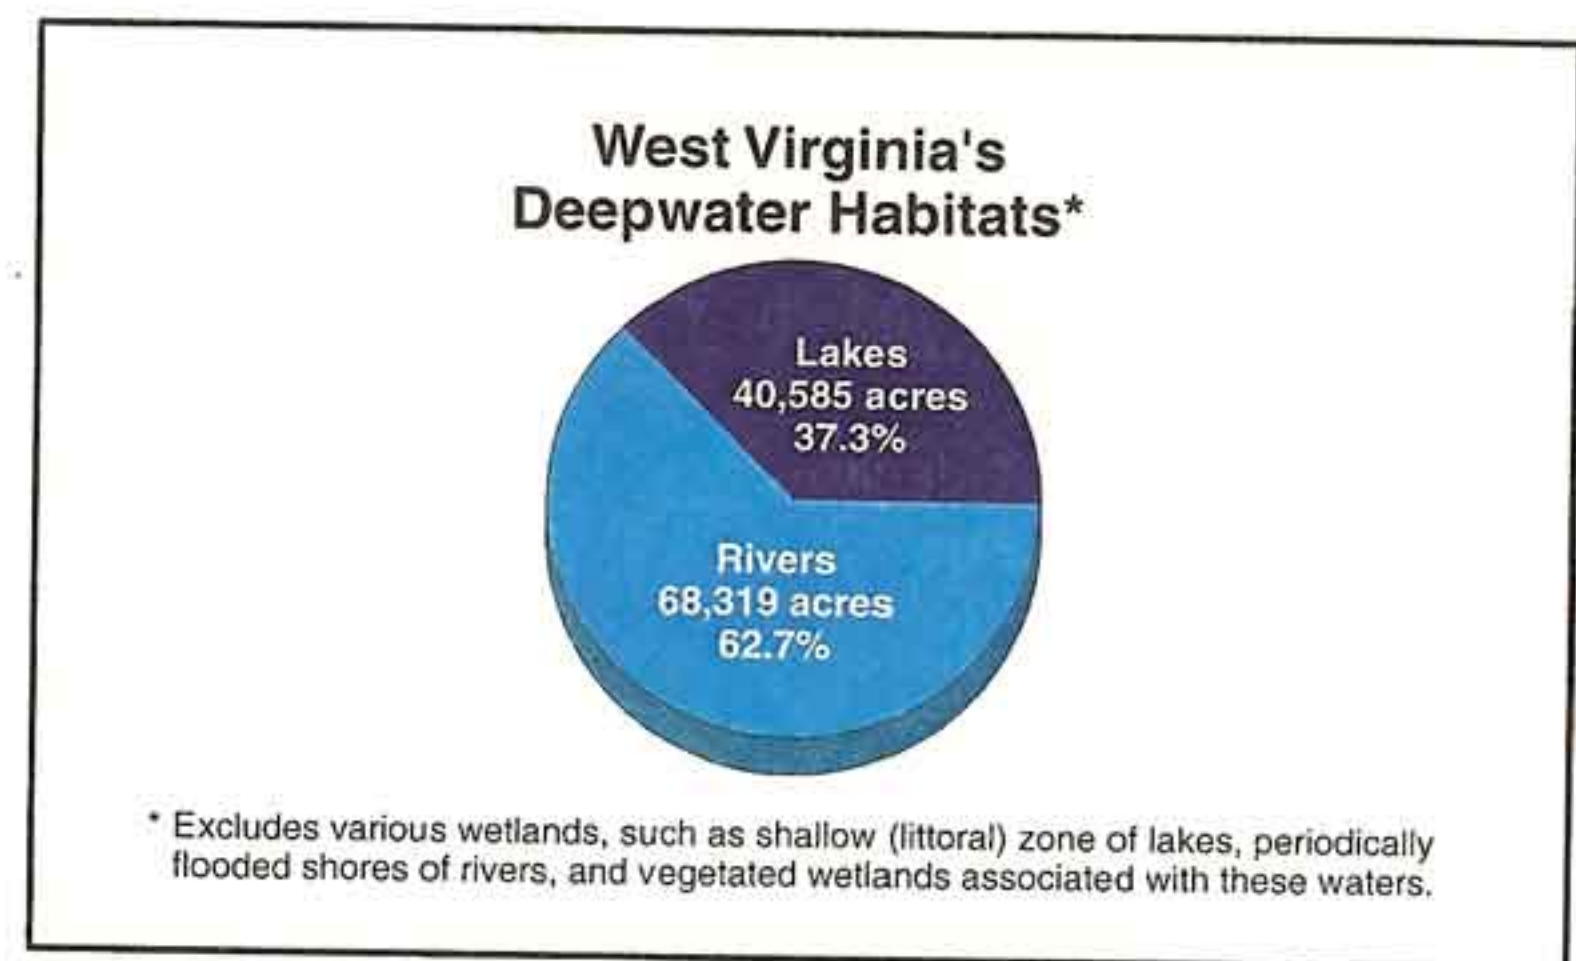 West Virginia's
Deepwater Habitats*
Lakes
40,585 acres
37.3%
Rivers
68,319 acres
62.7%
* Excludes various wetlands, such as shallow (littoral) zone of lakes, periodically
flooded shores of rivers, and vegetated wetlands associated with these waters.